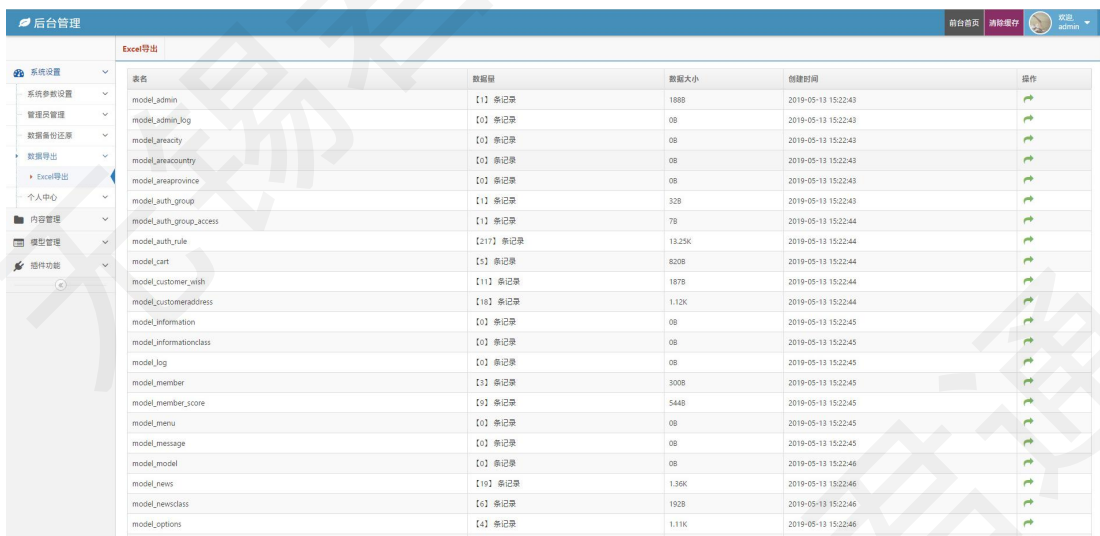 后台管理
前台首页 清除缓存 欢迎, admin
Excel导出
系统设置
系统参数设置
管理员管理
数据备份还原
数据导出
Excel导出
个人中心
内容管理
模型管理
插件功能
表名 数据量 数据大小 创建时间 操作
model_admin 【1】 条记录 188B 2019-05-13 15:22:43
model_admin_log 【0】 条记录 0B 2019-05-13 15:22:43
model_areacity 【0】 条记录 0B 2019-05-13 15:22:43
model_areacountry 【0】 条记录 0B 2019-05-13 15:22:43
model_areaprovince 【0】 条记录 0B 2019-05-13 15:22:43
model_auth_group 【1】 条记录 32B 2019-05-13 15:22:43
model_auth_group_access 【1】 条记录 7B 2019-05-13 15:22:44
model_auth_rule 【217】 条记录 13.25K 2019-05-13 15:22:44
model_cart 【5】 条记录 820B 2019-05-13 15:22:44
model_customer_wish 【11】 条记录 187B 2019-05-13 15:22:44
model_customeraddress 【18】 条记录 1.12K 2019-05-13 15:22:44
model_information 【0】 条记录 0B 2019-05-13 15:22:45
model_informationclass 【0】 条记录 0B 2019-05-13 15:22:45
model_log 【0】 条记录 0B 2019-05-13 15:22:45
model_member 【3】 条记录 300B 2019-05-13 15:22:45
model_member_score 【9】 条记录 544B 2019-05-13 15:22:45
model_menu 【0】 条记录 0B 2019-05-13 15:22:45
model_message 【0】 条记录 0B 2019-05-13 15:22:45
model_model 【0】 条记录 0B 2019-05-13 15:22:46
model_news 【19】 条记录 1.36K 2019-05-13 15:22:46
model_newsclass 【6】 条记录 192B 2019-05-13 15:22:46
model_options 【4】 条记录 1.11K 2019-05-13 15:22:46
无锡君通